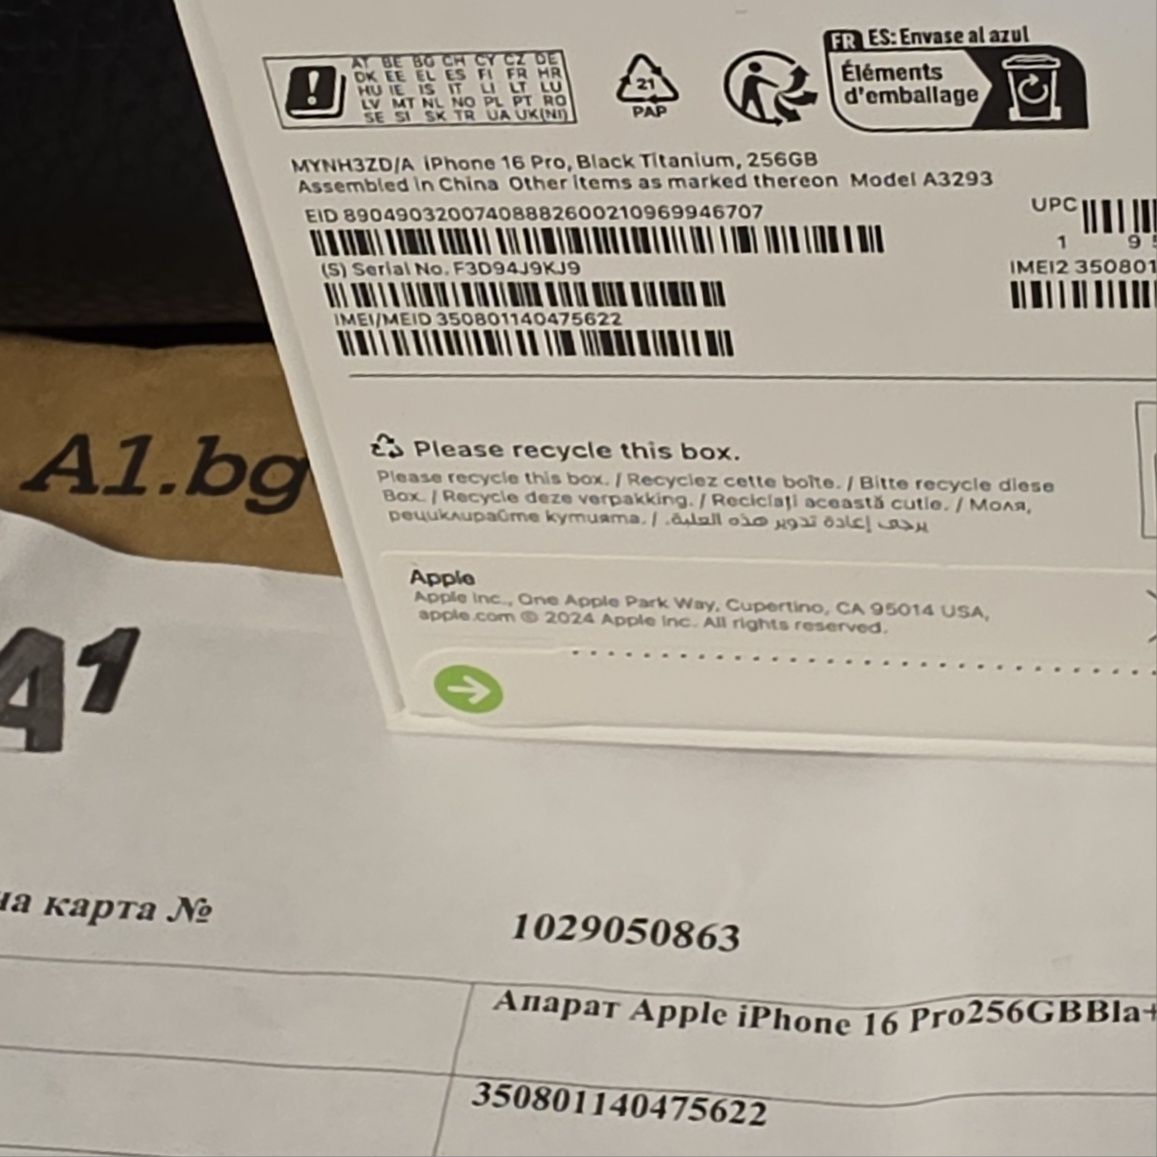 FR ES: Envase al azul
Éléments
d'emballage
AT BE BG CH CY CZ DE
DK EE EL ES FI FR HR
HU IE IS IT LI LT LU
LV MT NL NO PL PT RO
SE SI SK TR UA UK(NI)
21
PAP
MYNH3ZD/A iPhone 16 Pro, Black Titanium, 256GB
Assembled in China Other items as marked thereon Model A3293
EID 89049032007408882600210969946707
UPC
1 9
(S) Serial No. F3D94J9KJ9
IMEI2 350801
IMEI/MEID 350801140475622
Please recycle this box.
Please recycle this box. / Recyclez cette boîte. / Bitte recycle diese
Box. / Recycle deze verpakking. / Reciclați această cutie. / Моля,
рециклирайте кутията. / يرجى إعادة تدوير هذه العلبة.
A1.bg
Apple
Apple Inc., One Apple Park Way, Cupertino, CA 95014 USA,
apple.com © 2024 Apple Inc. All rights reserved.
A1
на карта № 1029050863
Апарат Apple iPhone 16 Pro256GBBla+
350801140475622